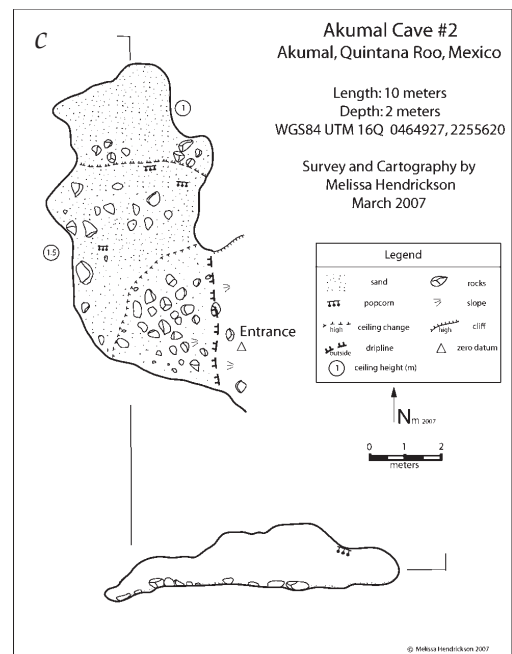 C
Akumal Cave #2
Akumal, Quintana Roo, Mexico
Length: 10 meters
Depth: 2 meters
WGS84 UTM 16Q 0464927, 2255620
Survey and Cartography by
Melissa Hendrickson
March 2007
1
1.5
Entrance
Legend
sand
rocks
popcorn
slope
high
ceiling change
high
cliff
outside
dripline
zero datum
1
ceiling height (m)
Nm 2007
0 1 2
meters
© Melissa Hendrickson 2007